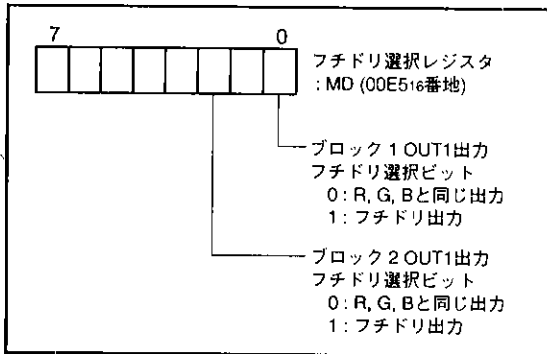 7 0
フチドリ選択レジスタ
: MD (00E516番地)
ブロック 1 OUT1出力
フチドリ選択ビット
0 : R, G, Bと同じ出力
1 : フチドリ出力
ブロック 2 OUT1出力
フチドリ選択ビット
0 : R, G, Bと同じ出力
1 : フチドリ出力